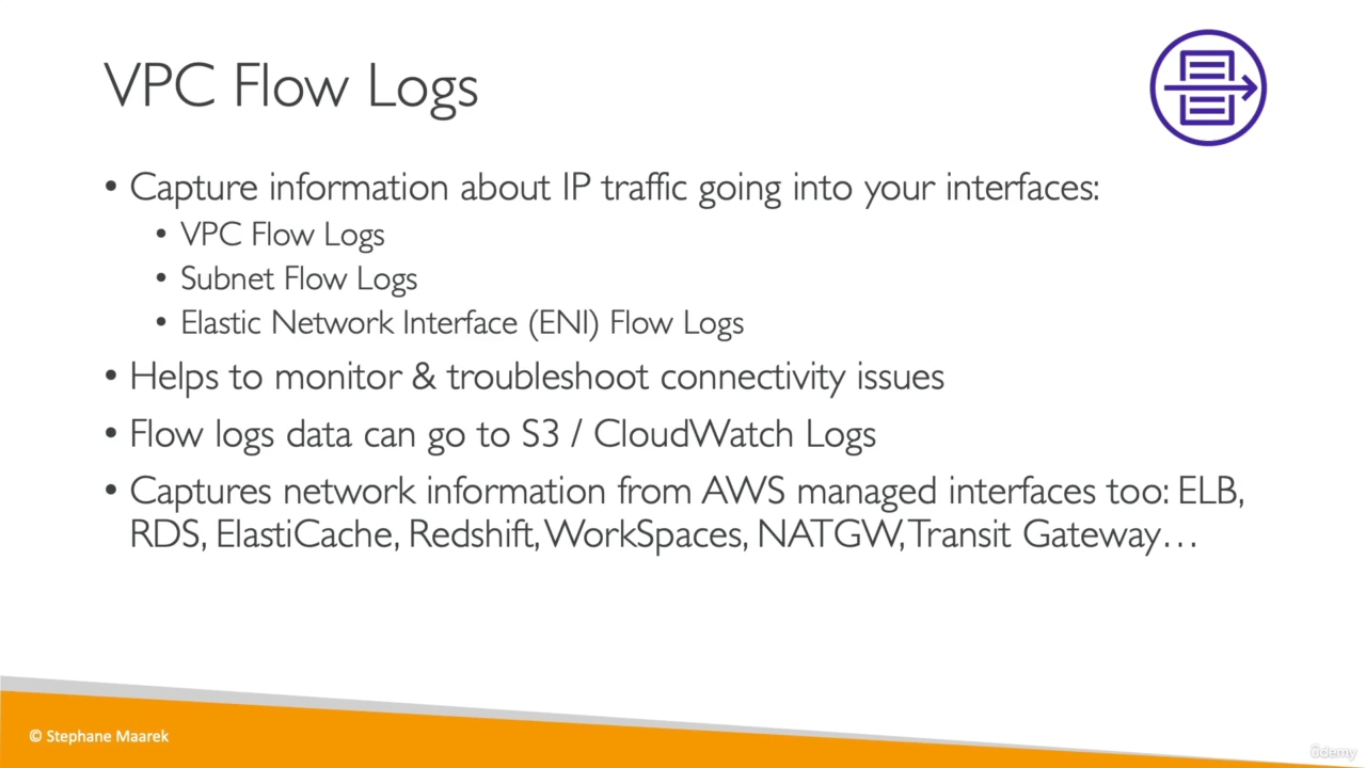 VPC Flow Logs
• Capture information about IP traffic going into your interfaces:
• VPC Flow Logs
• Subnet Flow Logs
• Elastic Network Interface (ENI) Flow Logs
• Helps to monitor & troubleshoot connectivity issues
• Flow logs data can go to S3 / CloudWatch Logs
• Captures network information from AWS managed interfaces too: ELB,
RDS, ElastiCache, Redshift, WorkSpaces, NATGW, Transit Gateway…
© Stephane Maarek
ûdemy